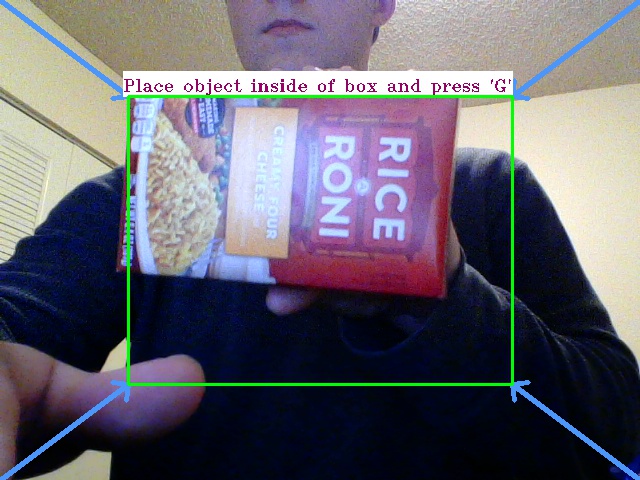 Place object inside of box and press 'G'
RICE
RONI
CREAMY FOUR
CHEESE